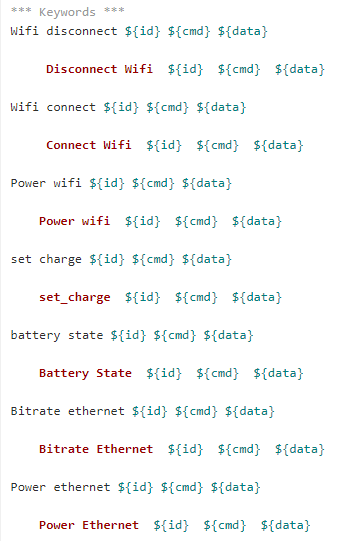 *** Keywords ***
Wifi disconnect ${id} ${cmd} ${data}
Disconnect Wifi ${id} ${cmd} ${data}
Wifi connect ${id} ${cmd} ${data}
Connect Wifi ${id} ${cmd} ${data}
Power wifi ${id} ${cmd} ${data}
Power wifi ${id} ${cmd} ${data}
set charge ${id} ${cmd} ${data}
set_charge ${id} ${cmd} ${data}
battery state ${id} ${cmd} ${data}
Battery State ${id} ${cmd} ${data}
Bitrate ethernet ${id} ${cmd} ${data}
Bitrate Ethernet ${id} ${cmd} ${data}
Power ethernet ${id} ${cmd} ${data}
Power Ethernet ${id} ${cmd} ${data}